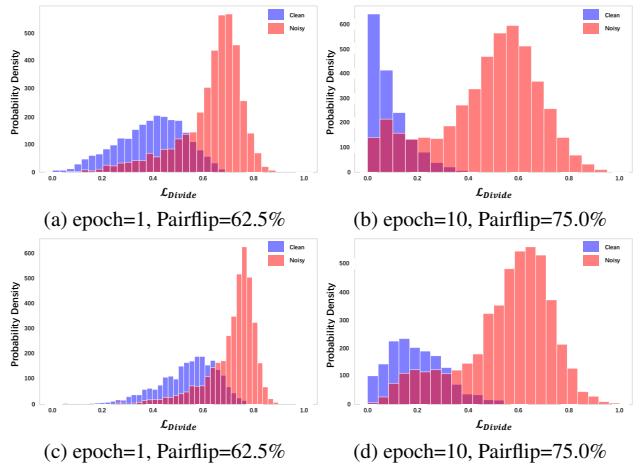 Clean
Noisy
Probability Density
500
400
300
200
100
0
0.0 0.2 0.4 0.6 0.8 1.0
ℒ_Divide
(a) epoch=1, Pairflip=62.5%
Clean
Noisy
Probability Density
600
500
400
300
200
100
0
0.0 0.2 0.4 0.6 0.8 1.0
ℒ_Divide
(b) epoch=10, Pairflip=75.0%
Clean
Noisy
Probability Density
600
500
400
300
200
100
0
0.0 0.2 0.4 0.6 0.8 1.0
ℒ_Divide
(c) epoch=1, Pairflip=62.5%
Clean
Noisy
Probability Density
500
400
300
200
100
0
0.0 0.2 0.4 0.6 0.8 1.0
ℒ_Divide
(d) epoch=10, Pairflip=75.0%